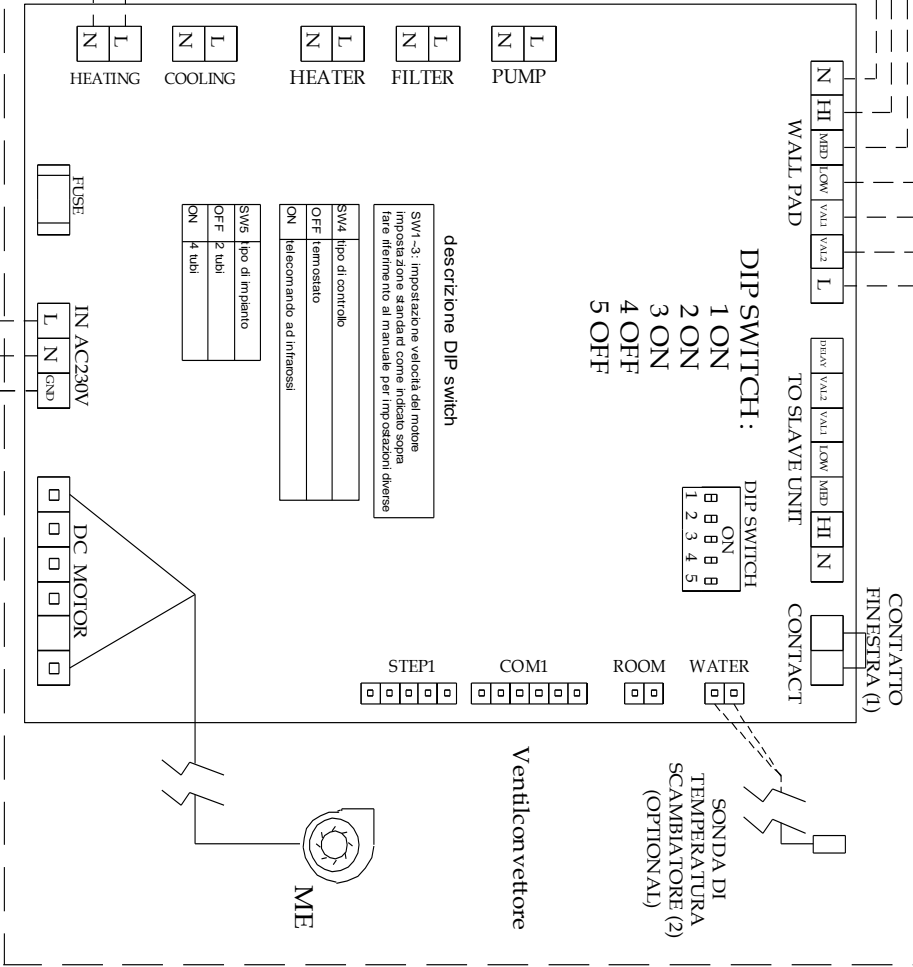 N L
HEATING
N L
COOLING
N L
HEATER
N L
FILTER
N L
PUMP
N HI MED LOW VAL1 VAL2 L
WALL PAD
DELAY VAL2 VAL1 LOW MED HI N
TO SLAVE UNIT
CONTACT
CONTATTO
FINESTRA (1)
FUSE
L N GND
IN AC230V
DC MOTOR
DIP SWITCH:
1 ON
2 ON
3 ON
4 OFF
5 OFF
DIP SWITCH
ON
1 2 3 4 5
descrizione DIP switch
SW1~3: impostazione velocità del motore
impostazione standard come indicato sopra
fare riferimento al manuale per impostazioni diverse
SW4 tipo di controllo
OFF termostato
ON telecomando ad infrarossi
SW5 tipo di impianto
OFF 2 tubi
ON 4 tubi
STEP1
COM1
ROOM
WATER
Ventilconvettore
SONDA DI
TEMPERATURA
SCAMBIATORE (2)
(OPTIONAL)
ME